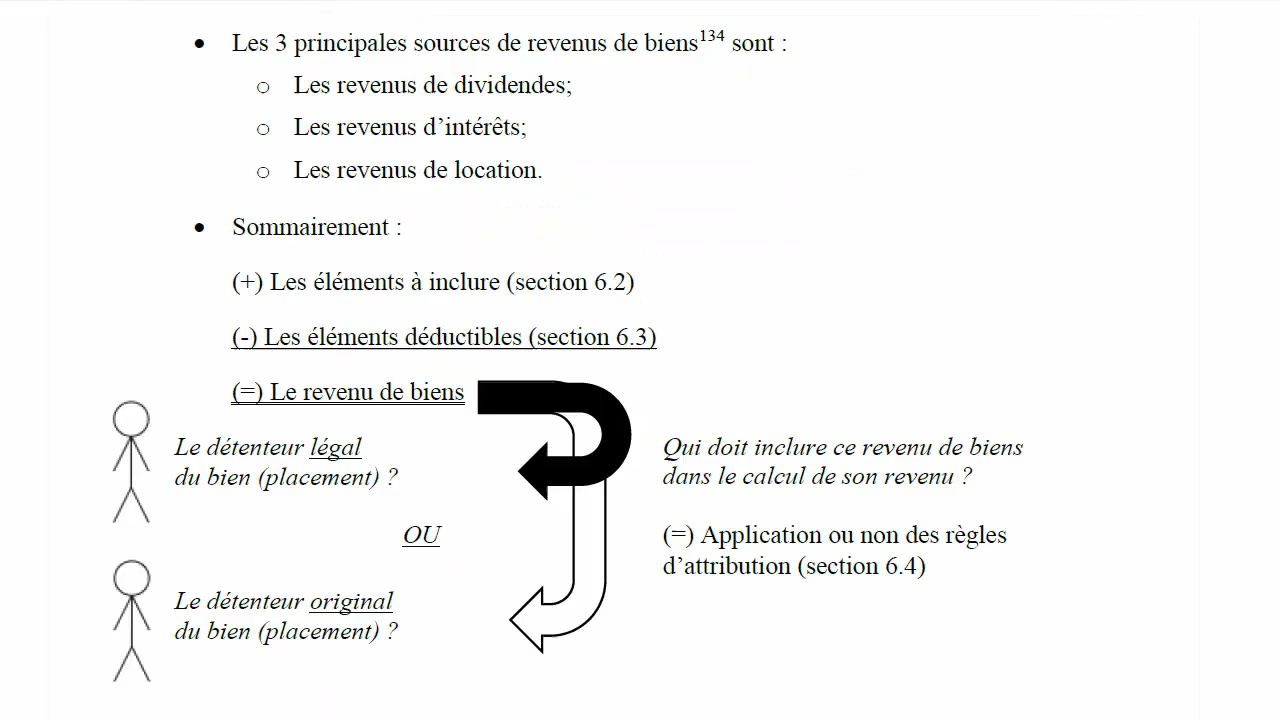 • Les 3 principales sources de revenus de biens¹³⁴ sont :
o Les revenus de dividendes;
o Les revenus d’intérêts;
o Les revenus de location.
• Sommairement :
(+) Les éléments à inclure (section 6.2)
(-) Les éléments déductibles (section 6.3)
(=) Le revenu de biens
Le détenteur légal
du bien (placement) ?
OU
Le détenteur original
du bien (placement) ?
Qui doit inclure ce revenu de biens
dans le calcul de son revenu ?
(=) Application ou non des règles
d’attribution (section 6.4)